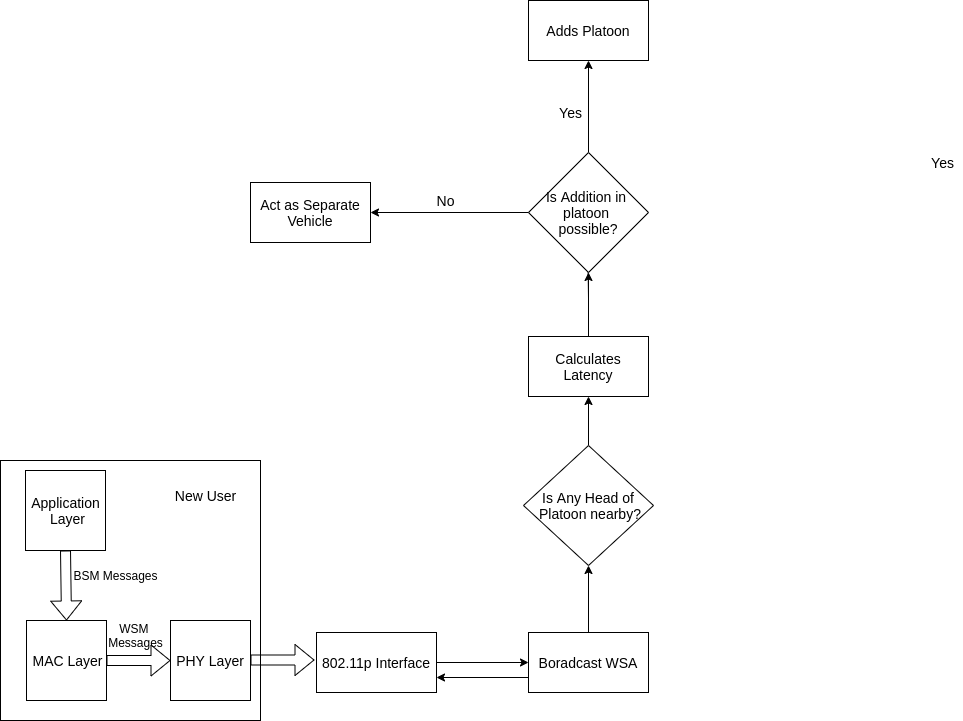 Adds Platoon
Yes
Yes
Is Addition in
platoon
possible?
No
Act as Separate
Vehicle
Calculates
Latency
Is Any Head of
Platoon nearby?
New User
Application
Layer
BSM Messages
WSM
Messages
MAC Layer
PHY Layer
802.11p Interface
Boradcast WSA